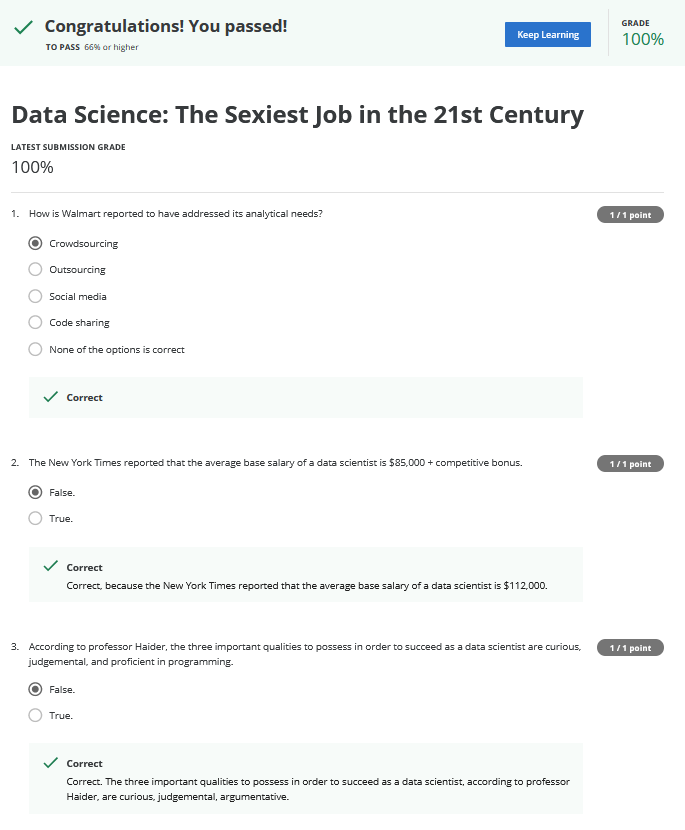 Congratulations! You passed!
TO PASS 66% or higher
Keep Learning
GRADE
100%
Data Science: The Sexiest Job in the 21st Century
LATEST SUBMISSION GRADE
100%
1. How is Walmart reported to have addressed its analytical needs?
1 / 1 point
Crowdsourcing
Outsourcing
Social media
Code sharing
None of the options is correct
Correct
2. The New York Times reported that the average base salary of a data scientist is $85,000 + competitive bonus.
1 / 1 point
False.
True.
Correct
Correct, because the New York Times reported that the average base salary of a data scientist is $112,000.
3. According to professor Haider, the three important qualities to possess in order to succeed as a data scientist are curious,
judgemental, and proficient in programming.
1 / 1 point
False.
True.
Correct
Correct. The three important qualities to possess in order to succeed as a data scientist, according to professor
Haider, are curious, judgemental, argumentative.